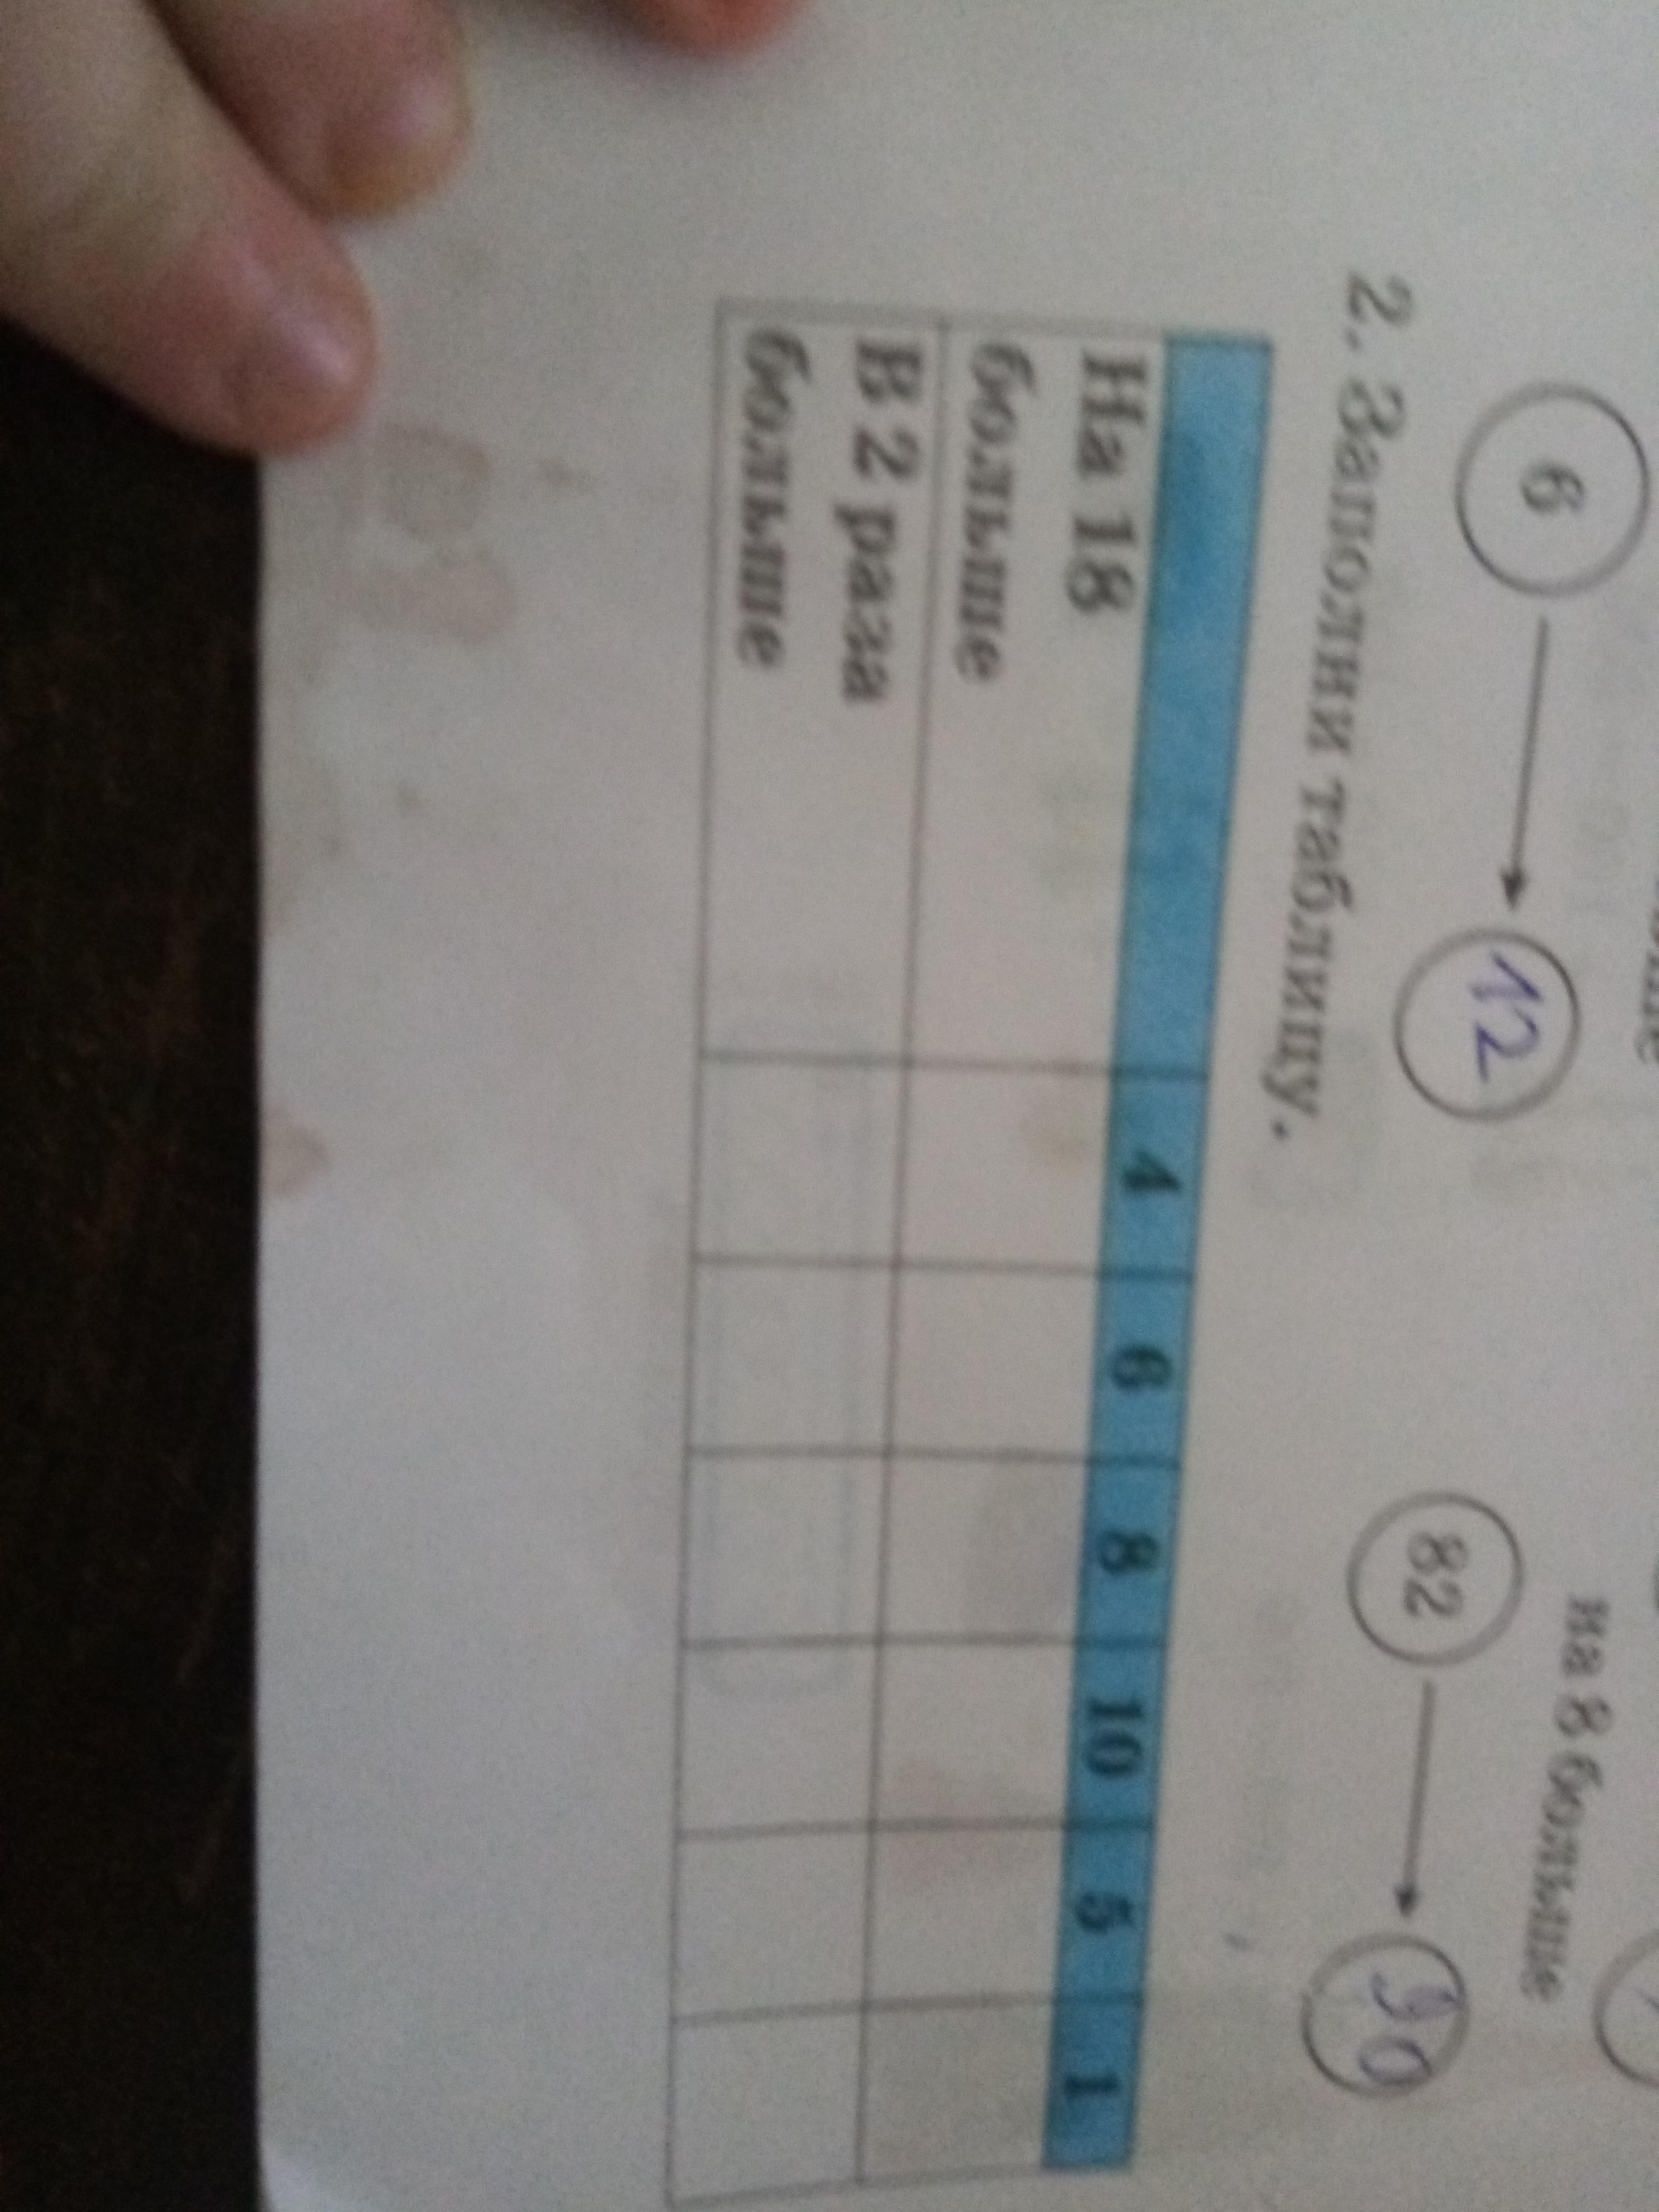 на 8 больше
6 12 82 90
2. Заполни таблицу.
4 6 8 10 5 1
На 18
больше
В 2 раза
больше